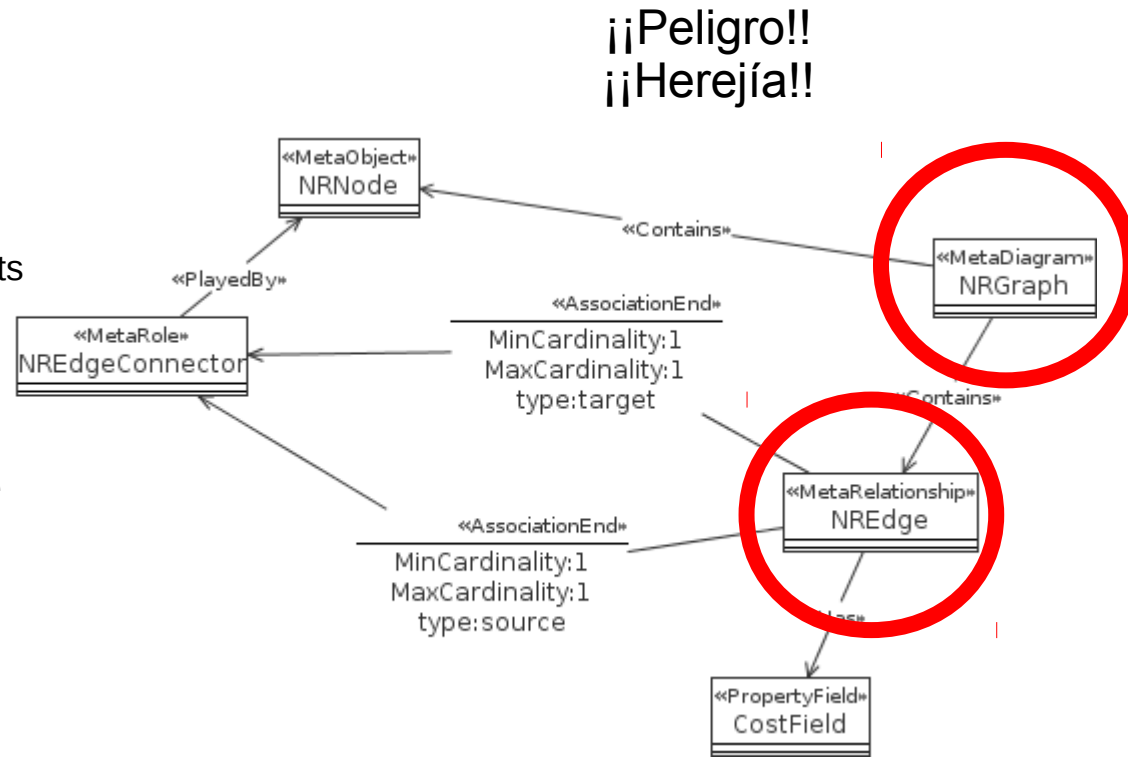 ¡¡Peligro!!
¡¡Herejía!!
«MetaObject»
NRNode
«Contains»
«MetaDiagram»
NRGraph
ts
«PlayedBy»
«MetaRole»
NREdgeConnector
«AssociationEnd»
MinCardinality:1
MaxCardinality:1
type:target
«MetaRelationship»
NREdge
«AssociationEnd»
MinCardinality:1
MaxCardinality:1
type:source
«PropertyField»
CostField